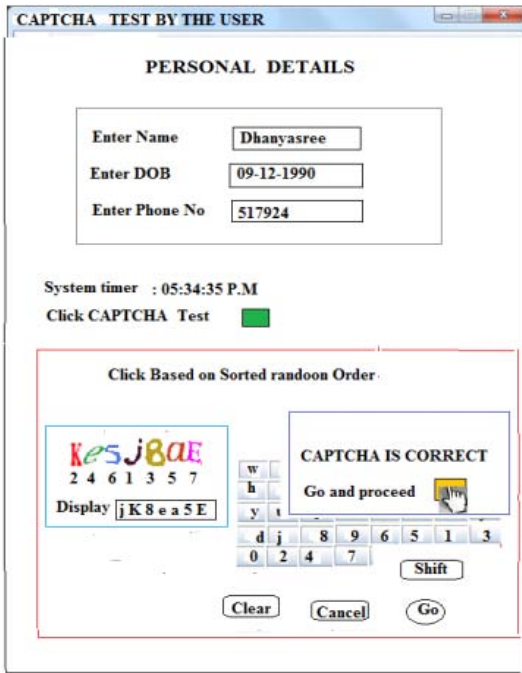 CAPTCHA TEST BY THE USER
PERSONAL DETAILS
Enter Name Dhanyasree
Enter DOB 09-12-1990
Enter Phone No 517924
System timer : 05:34:35 P.M
Click CAPTCHA Test
Click Based on Sorted randoon Order
Ke5j8aE
2 4 6 1 3 5 7
Display jK8ea5E
CAPTCHA IS CORRECT
Go and proceed
w
h
y
d j 8 9 6 5 1 3
0 2 4 7
Shift
Clear Cancel Go